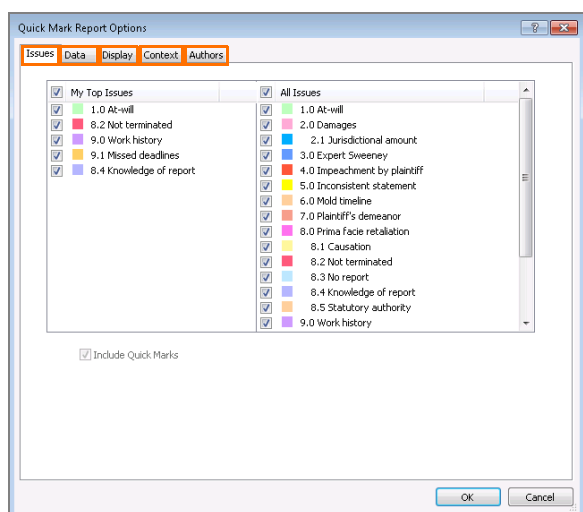 Quick Mark Report Options
Issues Data Display Context Authors
My Top Issues
1.0 At-will
8.2 Not terminated
9.0 Work history
9.1 Missed deadlines
8.4 Knowledge of report
All Issues
1.0 At-will
2.0 Damages
2.1 Jurisdictional amount
3.0 Expert Sweeney
4.0 Impeachment by plaintiff
5.0 Inconsistent statement
6.0 Mold timeline
7.0 Plaintiff's demeanor
8.0 Prima facie retaliation
8.1 Causation
8.2 Not terminated
8.3 No report
8.4 Knowledge of report
8.5 Statutory authority
9.0 Work history
Include Quick Marks
OK Cancel